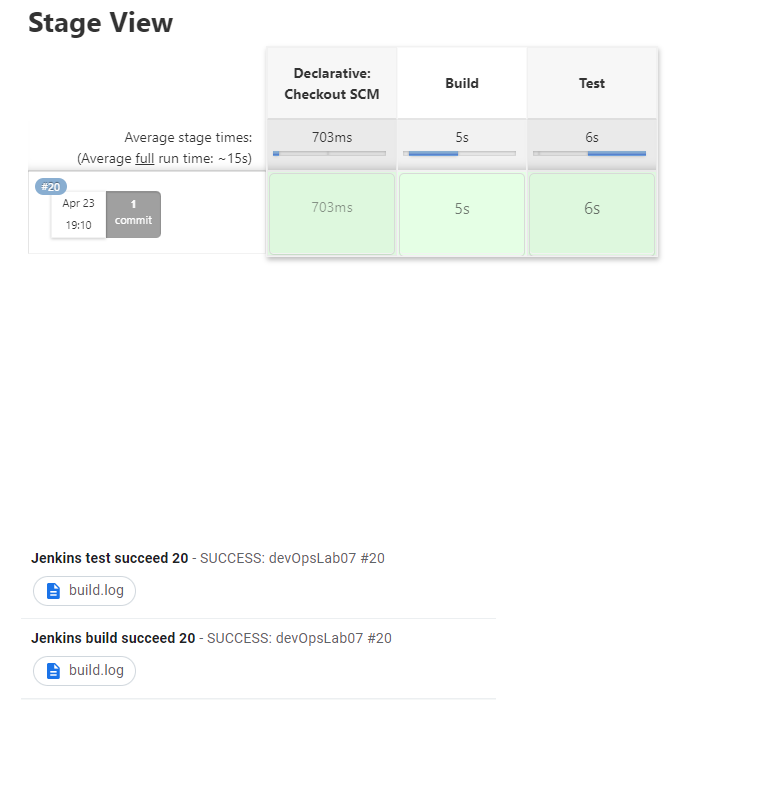 Stage View
Declarative:
Checkout SCM
Build
Test
Average stage times:
(Average full run time: ~15s)
703ms
5s
6s
#20
Apr 23
19:10
1
commit
703ms
5s
6s
Jenkins test succeed 20 - SUCCESS: devOpsLab07 #20
build.log
Jenkins build succeed 20 - SUCCESS: devOpsLab07 #20
build.log